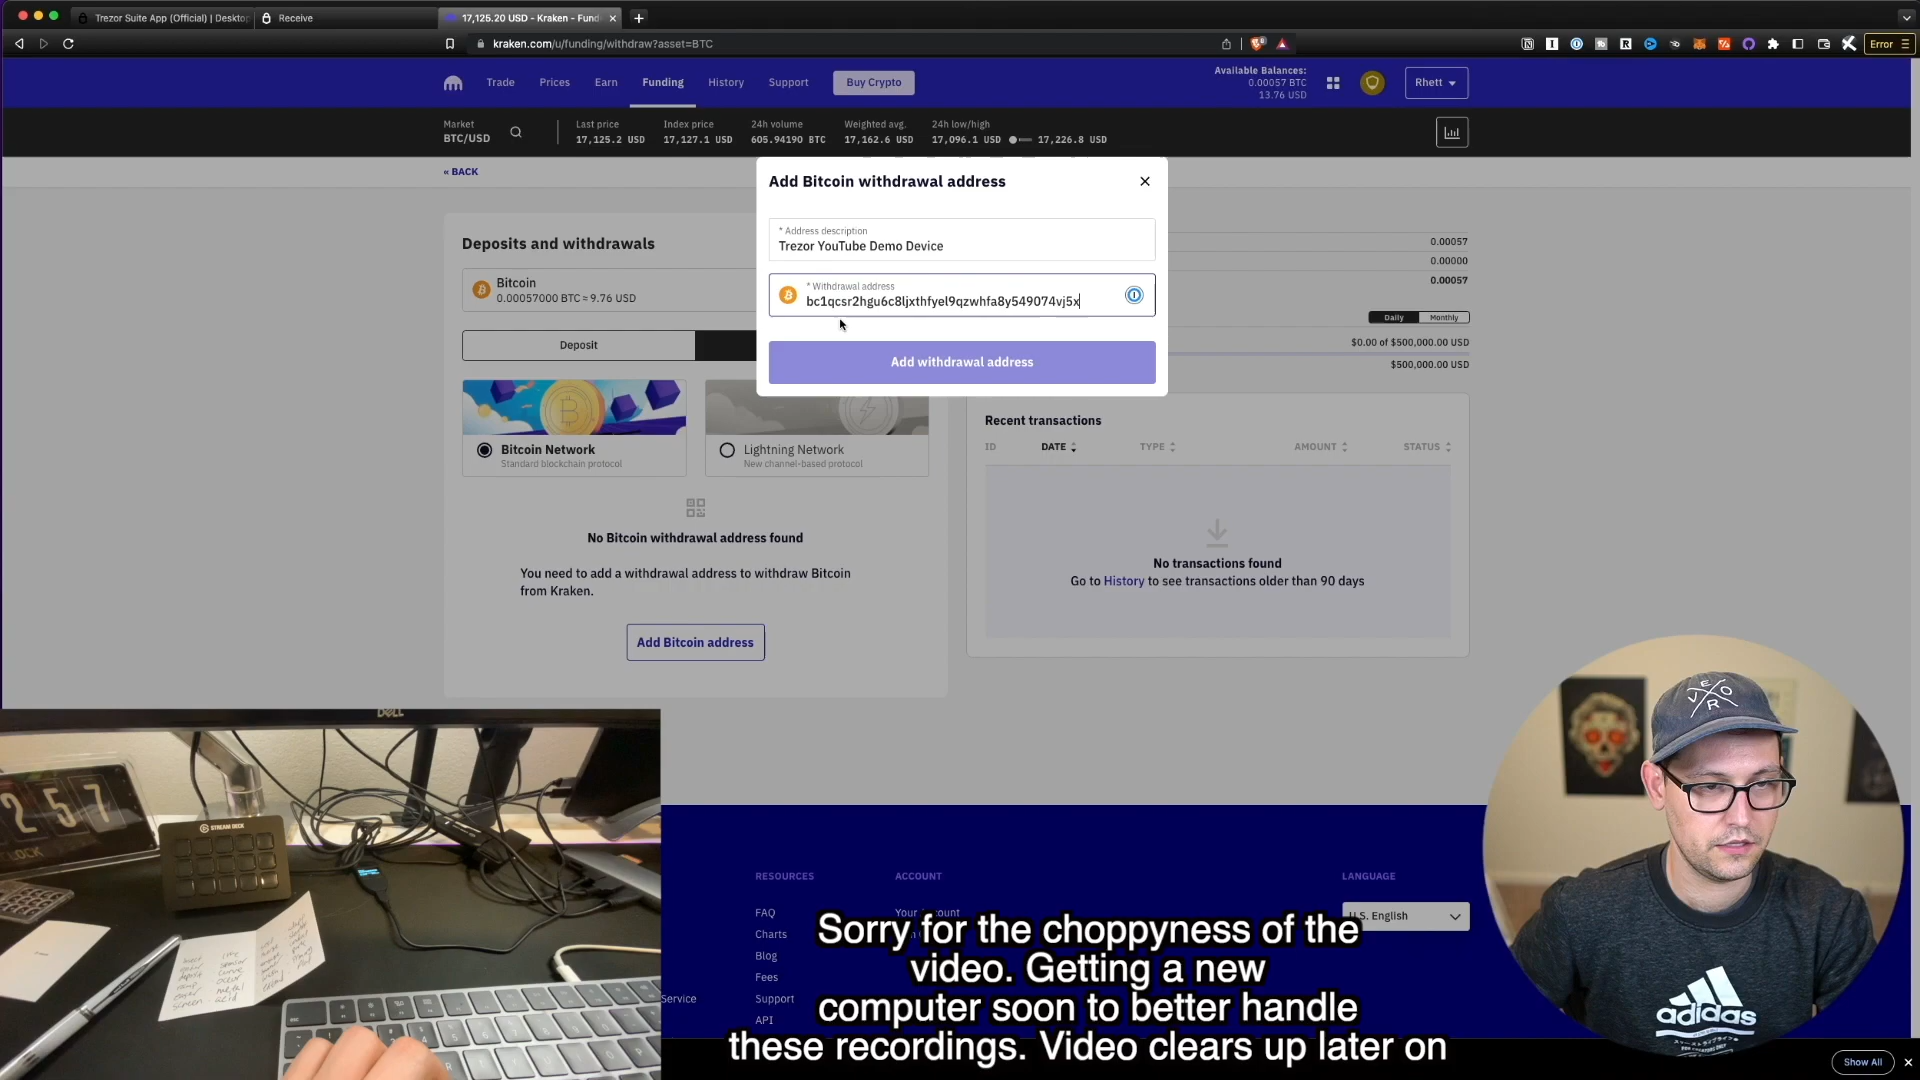 Trezor Suite App (Official) | Desktop
Receive
17,125.20 USD - Kraken - Fund
kraken.com/u/funding/withdraw?asset=BTC
Error
Trade
Prices
Earn
Funding
History
Support
Buy Crypto
Available Balances:
0.00057 BTC
13.76 USD
Rhett
Market
BTC/USD
Last price
17,125.2 USD
Index price
17,127.1 USD
24h volume
605.94190 BTC
Weighted avg.
17,162.6 USD
24h low/high
17,096.1 USD
17,226.8 USD
« BACK
Add Bitcoin withdrawal address
* Address description
Trezor YouTube Demo Device
* Withdrawal address
bc1qcsr2hgu6c8ljxthfyel9qzwhfa8y549074vj5x
Add withdrawal address
Deposits and withdrawals
Bitcoin
0.00057000 BTC ≈ 9.76 USD
Deposit
Bitcoin Network
Standard blockchain protocol
Lightning Network
New channel-based protocol
No Bitcoin withdrawal address found
You need to add a withdrawal address to withdraw Bitcoin
from Kraken.
Add Bitcoin address
0.00057
0.00000
0.00057
Daily
Monthly
$0.00 of $500,000.00 USD
$500,000.00 USD
Recent transactions
ID
DATE
TYPE
AMOUNT
STATUS
No transactions found
Go to History to see transactions older than 90 days
DELL
2 57
STREAM DECK
RESOURCES
FAQ
Charts
Blog
Fees
Support
API
ACCOUNT
Your Account
Service
LANGUAGE
U.S. English
Sorry for the choppyness of the
video. Getting a new
computer soon to better handle
these recordings. Video clears up later on
VEOR
adidas
Show All